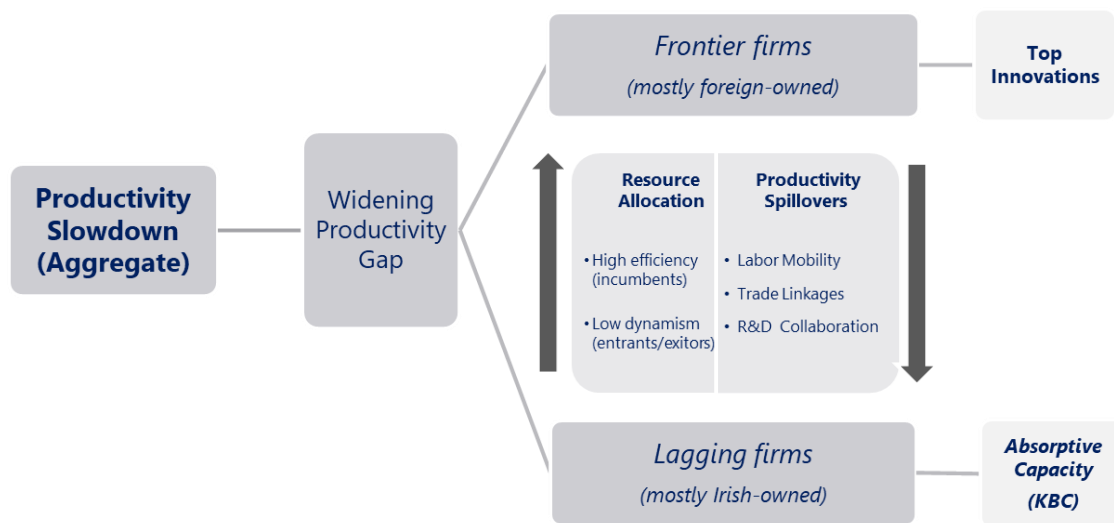 Productivity
Slowdown
(Aggregate)
Widening
Productivity
Gap
Frontier firms
(mostly foreign-owned)
Top
Innovations
Resource
Allocation
• High efficiency
(incumbents)
• Low dynamism
(entrants/exitors)
Productivity
Spillovers
• Labor Mobility
• Trade Linkages
• R&D Collaboration
Lagging firms
(mostly Irish-owned)
Absorptive
Capacity
(KBC)